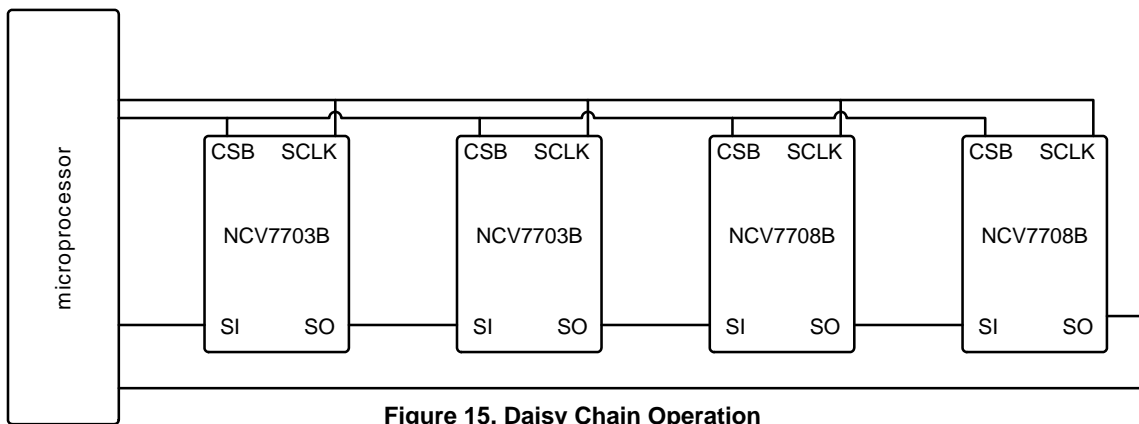 microprocessor
CSB SCLK
NCV7703B
SI SO
CSB SCLK
NCV7703B
SI SO
CSB SCLK
NCV7708B
SI SO
CSB SCLK
NCV7708B
SI SO
Figure 15. Daisy Chain Operation